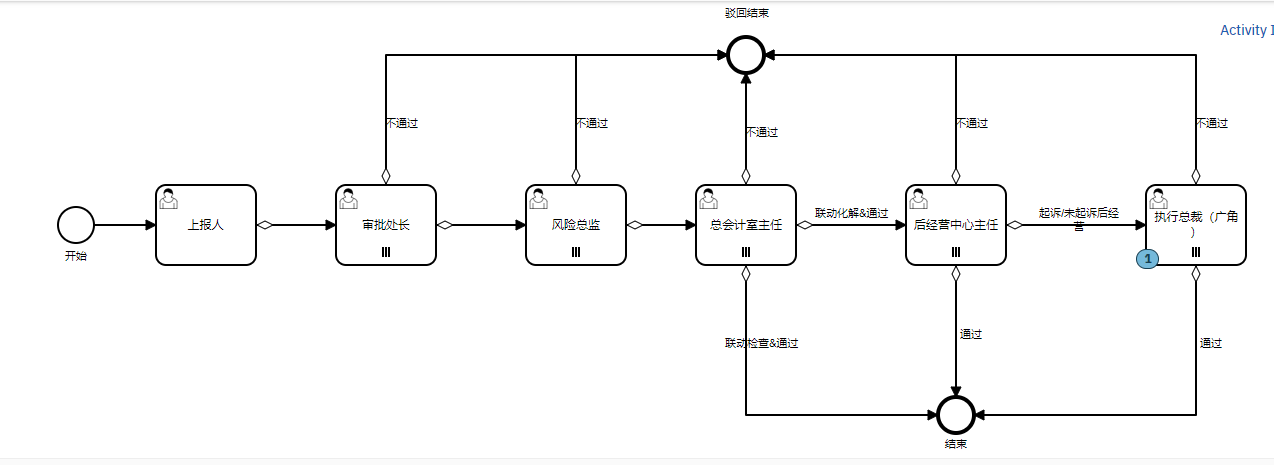 驳回结束
Activity I
不通过
不通过
不通过
不通过
不通过
上报人
审批处长
风险总监
总会计室主任
联动化解&通过
后经营中心主任
起诉/未起诉后经
营
执行总裁（广角
）
开始
1
联动检查&通过
通过
通过
结束